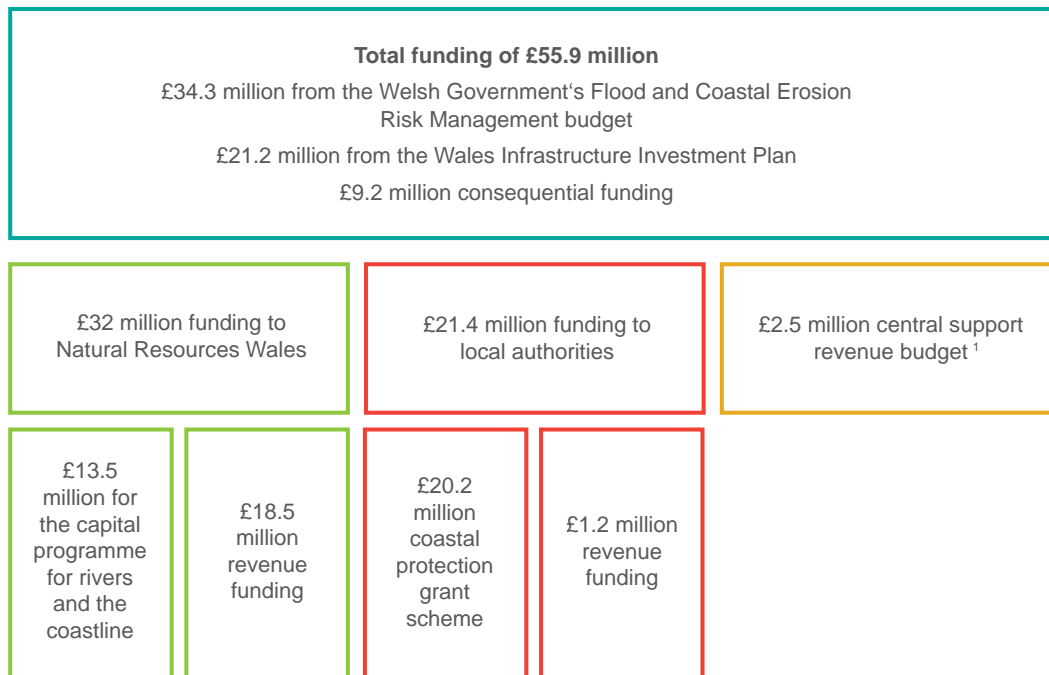 Total funding of £55.9 million
£34.3 million from the Welsh Government‘s Flood and Coastal Erosion
Risk Management budget
£21.2 million from the Wales Infrastructure Investment Plan
£9.2 million consequential funding
£32 million funding to
Natural Resources Wales
£21.4 million funding to
local authorities
£2.5 million central support
revenue budget 1
£13.5
million for
the capital
programme
for rivers
and the
coastline
£18.5
million
revenue
funding
£20.2
million
coastal
protection
grant
scheme
£1.2 million
revenue
funding